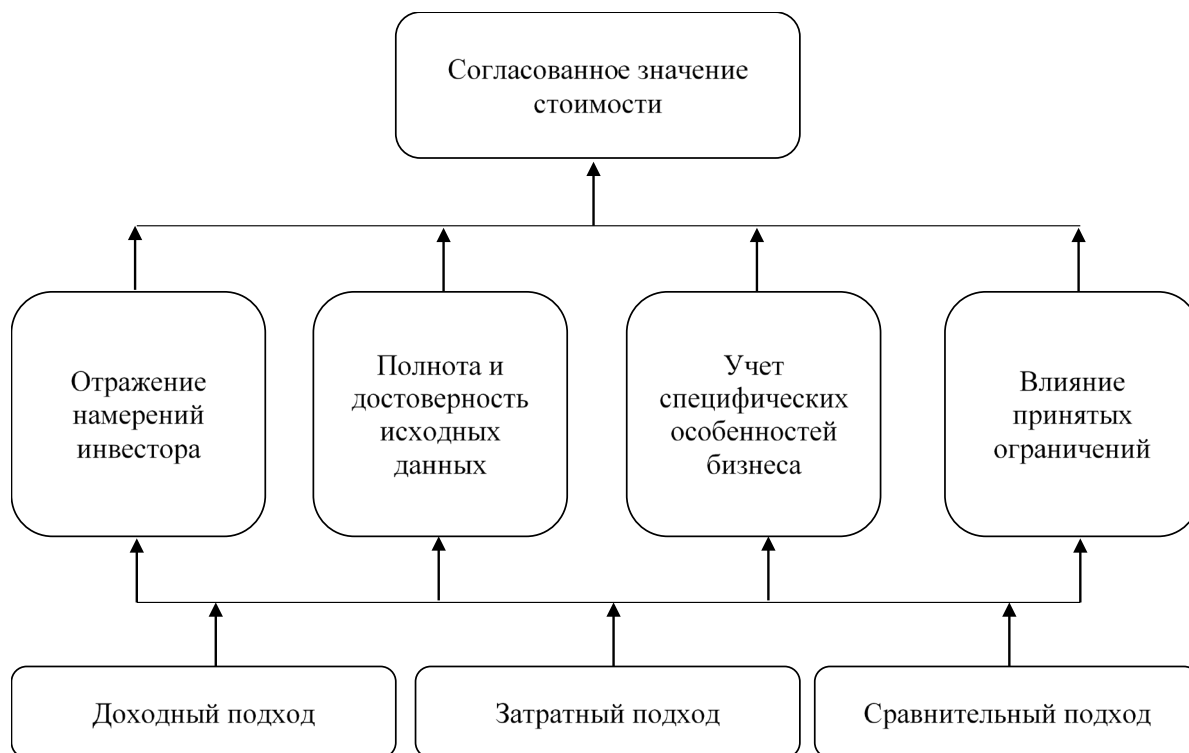 Согласованное значение
стоимости
Отражение
намерений
инвестора
Полнота и
достоверность
исходных
данных
Учет
специфических
особенностей
бизнеса
Влияние
принятых
ограничений
Доходный подход
Затратный подход
Сравнительный подход